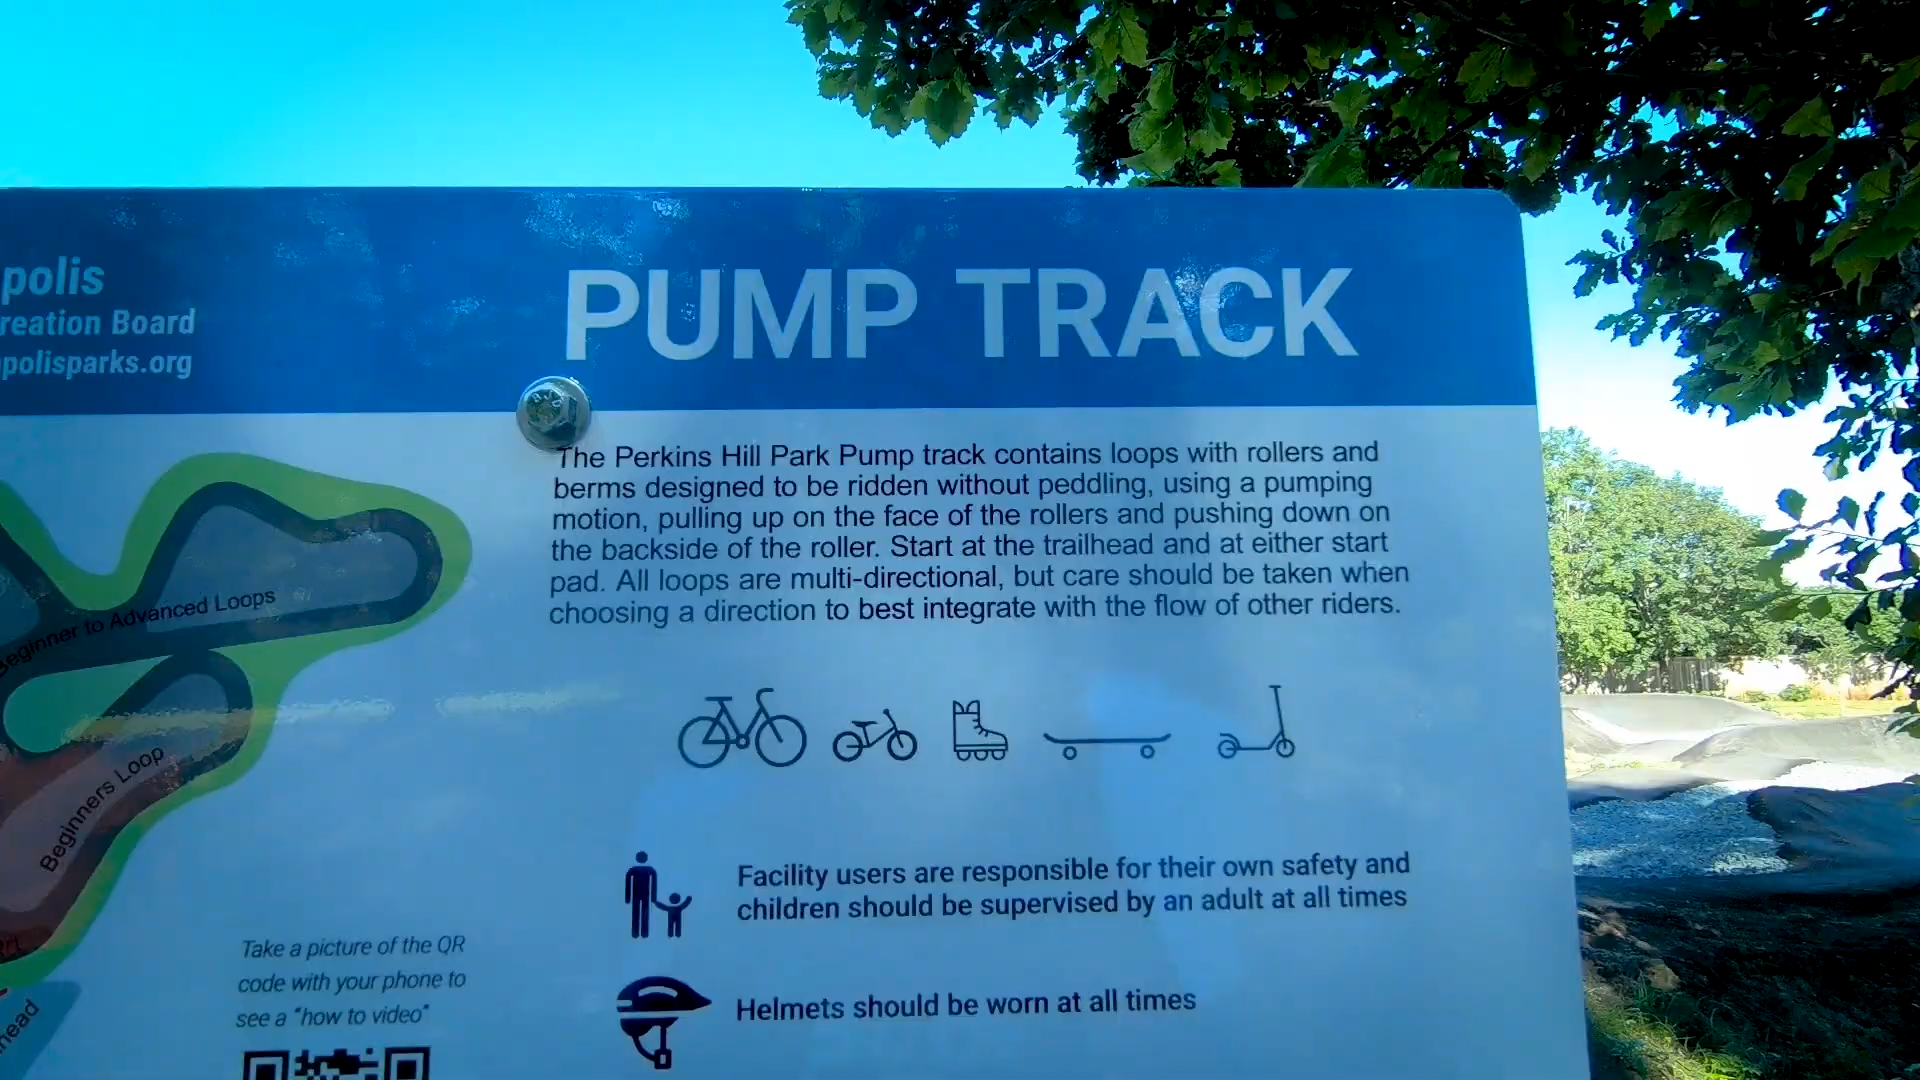 polis
reation Board
polisparks.org
PUMP TRACK
The Perkins Hill Park Pump track contains loops with rollers and
berms designed to be ridden without peddling, using a pumping
motion, pulling up on the face of the rollers and pushing down on
the backside of the roller. Start at the trailhead and at either start
pad. All loops are multi-directional, but care should be taken when
choosing a direction to best integrate with the flow of other riders.
Beginner to Advanced Loops
Beginners Loop
Facility users are responsible for their own safety and
children should be supervised by an adult at all times
Helmets should be worn at all times
Take a picture of the QR
code with your phone to
see a "how to video"
head